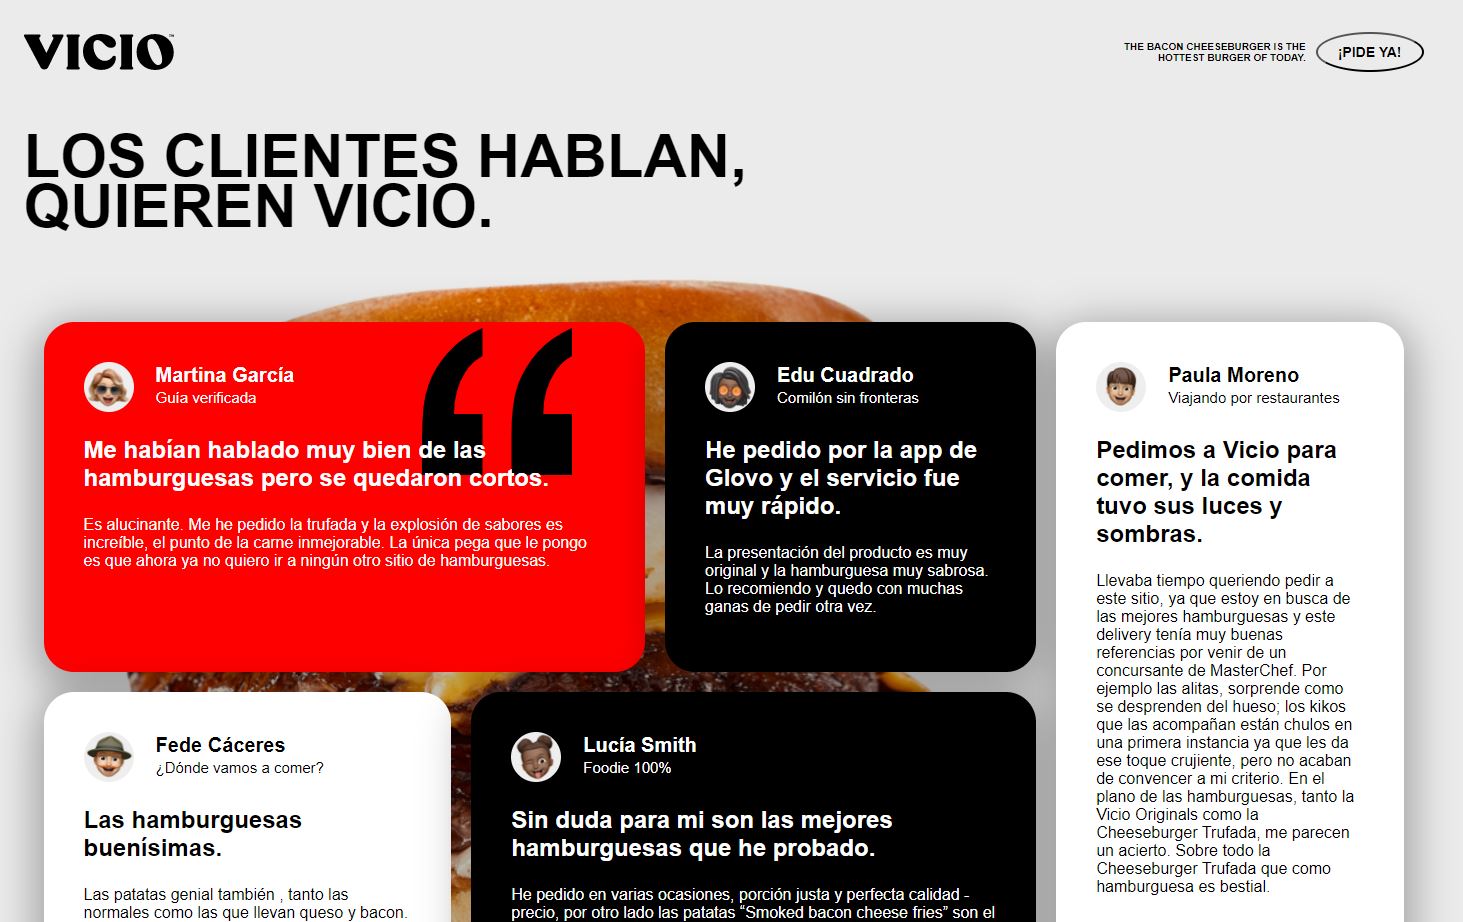 VICIO™
THE BACON CHEESEBURGER IS THE
HOTTEST BURGER OF TODAY.
¡PIDE YA!
LOS CLIENTES HABLAN,
QUIEREN VICIO.
“
Martina García
Guía verificada
Me habían hablado muy bien de las
hamburguesas pero se quedaron cortos.
Es alucinante. Me he pedido la trufada y la explosión de sabores es
increíble, el punto de la carne inmejorable. La única pega que le pongo
es que ahora ya no quiero ir a ningún otro sitio de hamburguesas.
Edu Cuadrado
Comilón sin fronteras
He pedido por la app de
Glovo y el servicio fue
muy rápido.
La presentación del producto es muy
original y la hamburguesa muy sabrosa.
Lo recomiendo y quedo con muchas
ganas de pedir otra vez.
Paula Moreno
Viajando por restaurantes
Pedimos a Vicio para
comer, y la comida
tuvo sus luces y
sombras.
Llevaba tiempo queriendo pedir a
este sitio, ya que estoy en busca de
las mejores hamburguesas y este
delivery tenía muy buenas
referencias por venir de un
concursante de MasterChef. Por
ejemplo las alitas, sorprende como
se desprenden del hueso; los kikos
que las acompañan están chulos en
una primera instancia ya que les da
ese toque crujiente, pero no acaban
de convencer a mi criterio. En el
plano de las hamburguesas, tanto la
Vicio Originals como la
Cheeseburger Trufada, me parecen
un acierto. Sobre todo la
Cheeseburger Trufada que como
hamburguesa es bestial.
Fede Cáceres
¿Dónde vamos a comer?
Las hamburguesas
buenísimas.
Las patatas genial también , tanto las
normales como las que llevan queso y bacon.
Lucía Smith
Foodie 100%
Sin duda para mi son las mejores
hamburguesas que he probado.
He pedido en varias ocasiones, porción justa y perfecta calidad -
precio, por otro lado las patatas “Smoked bacon cheese fries” son el